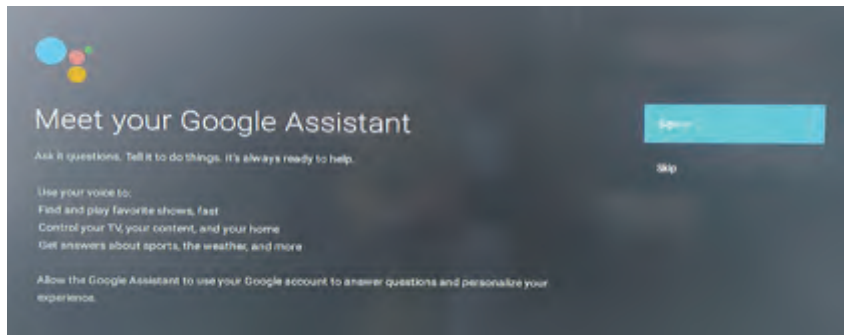 Meet your Google Assistant
Ask it questions. Tell it to do things. It's always ready to help.
Use your voice to:
Find and play favorite shows, fast
Control your TV, your content, and your home
Get answers about sports, the weather, and more
Allow the Google Assistant to use your Google account to answer questions and personalize your
experience.
Skip